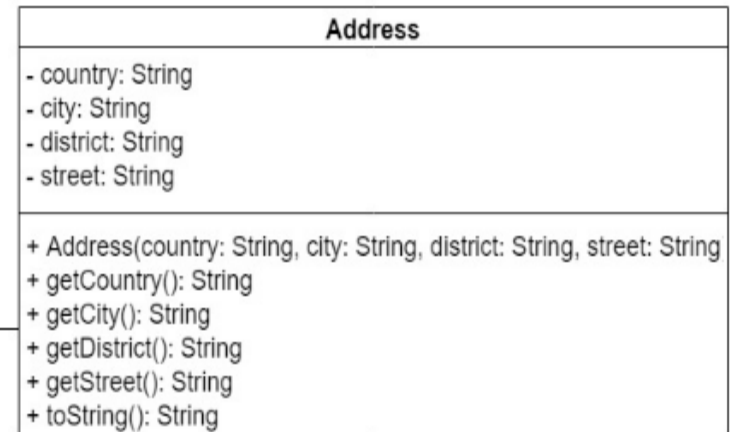 Address
- country: String
- city: String
- district: String
- street: String
+ Address(country: String, city: String, district: String, street: String
+ getCountry(): String
+ getCity(): String
+ getDistrict(): String
+ getStreet(): String
+ toString(): String